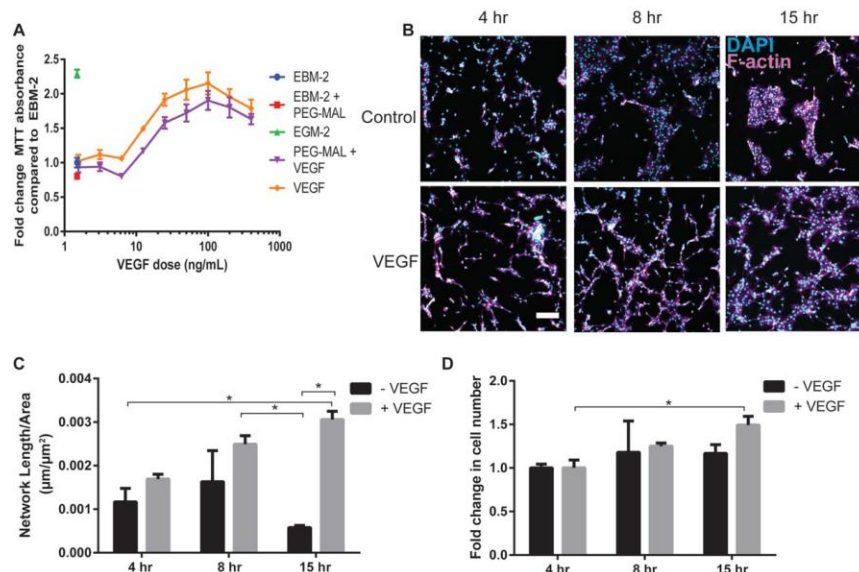 A
Fold change MTT absorbance
compared to EBM-2
2.5
2.0
1.5
1.0
0.5
0.0
1
10
100
1000
VEGF dose (ng/mL)
EBM-2
EBM-2 +
PEG-MAL
EGM-2
PEG-MAL +
VEGF
VEGF
B
4 hr
8 hr
15 hr
Control
VEGF
DAPI
F-actin
C
Network Length/Area
(µm/µm²)
0.004
0.003
0.002
0.001
0.000
4 hr
8 hr
15 hr
*
*
*
- VEGF
+ VEGF
D
Fold change in cell number
2.0
1.5
1.0
0.5
0.0
4 hr
8 hr
15 hr
*
- VEGF
+ VEGF